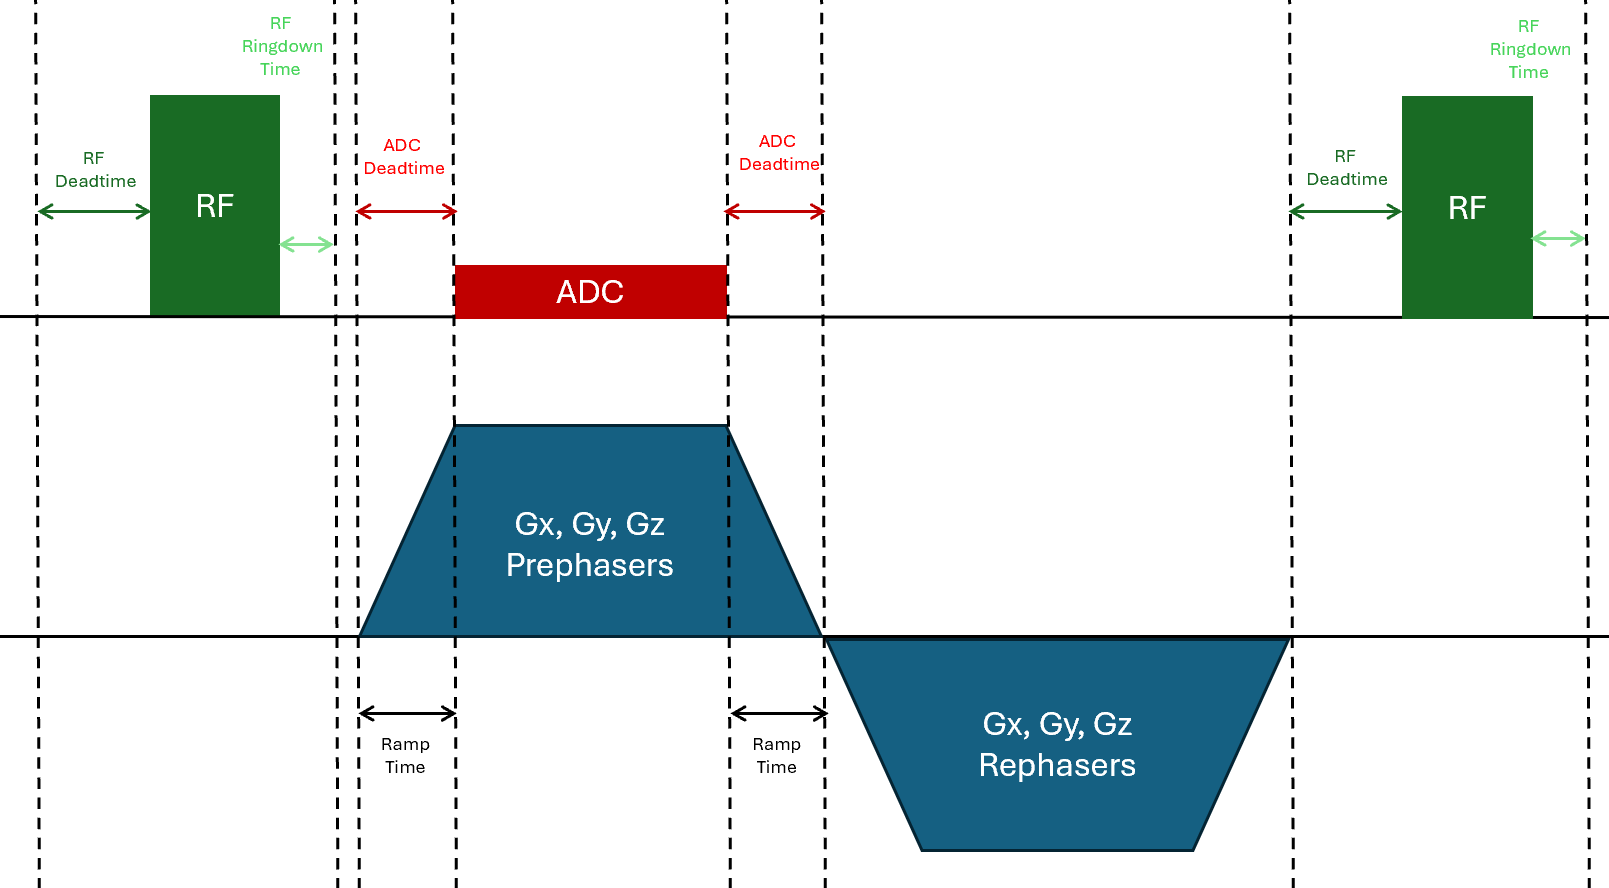 RF
Ringdown
Time
RF
Ringdown
Time
ADC
Deadtime
ADC
Deadtime
RF
Deadtime
RF
Deadtime
RF
RF
ADC
Gx, Gy, Gz
Prephasers
Gx, Gy, Gz
Rephasers
Ramp
Time
Ramp
Time